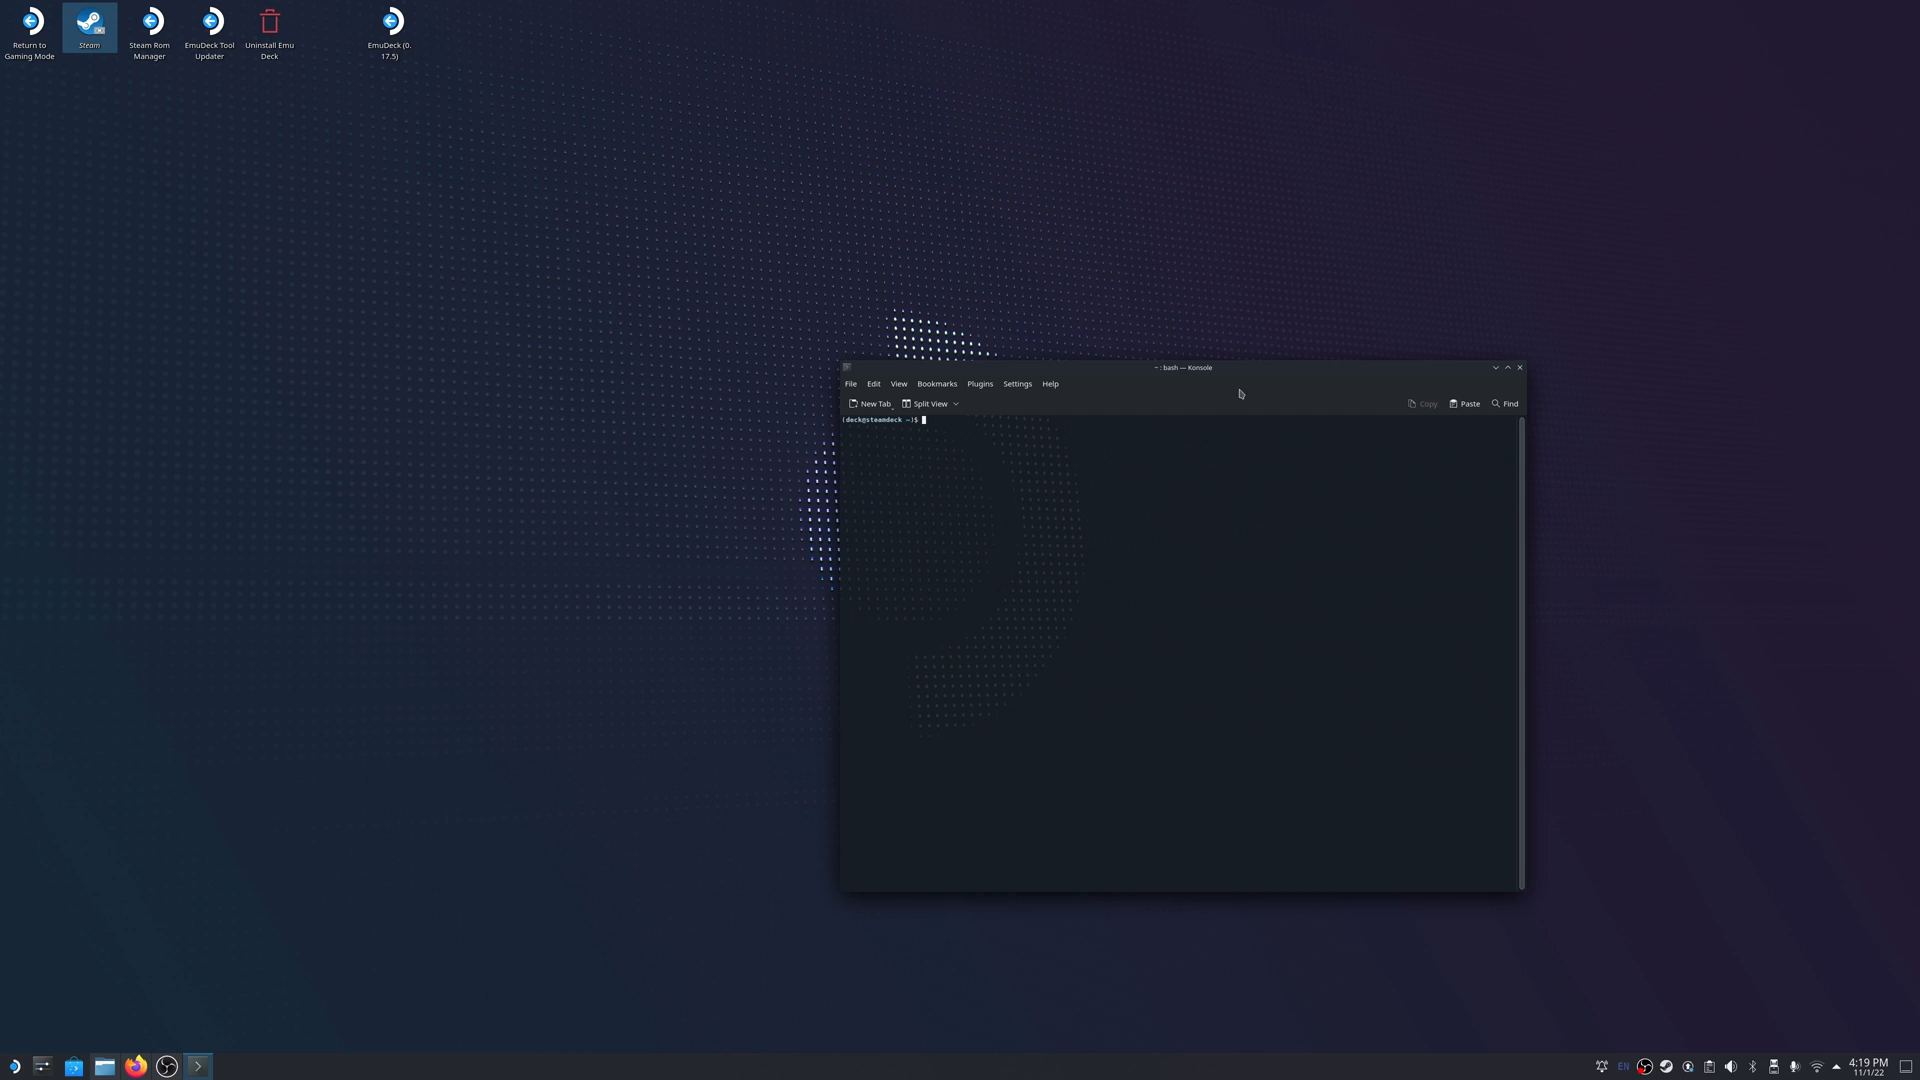 Return to
Gaming Mode
Steam
Steam Rom
Manager
EmuDeck Tool
Updater
Uninstall Emu
Deck
EmuDeck (0.
17.5)
~ : bash — Konsole
File Edit View Bookmarks Plugins Settings Help
New Tab Split View Copy Paste Find
(deck@steamdeck ~)$
EN
4:19 PM
11/1/22